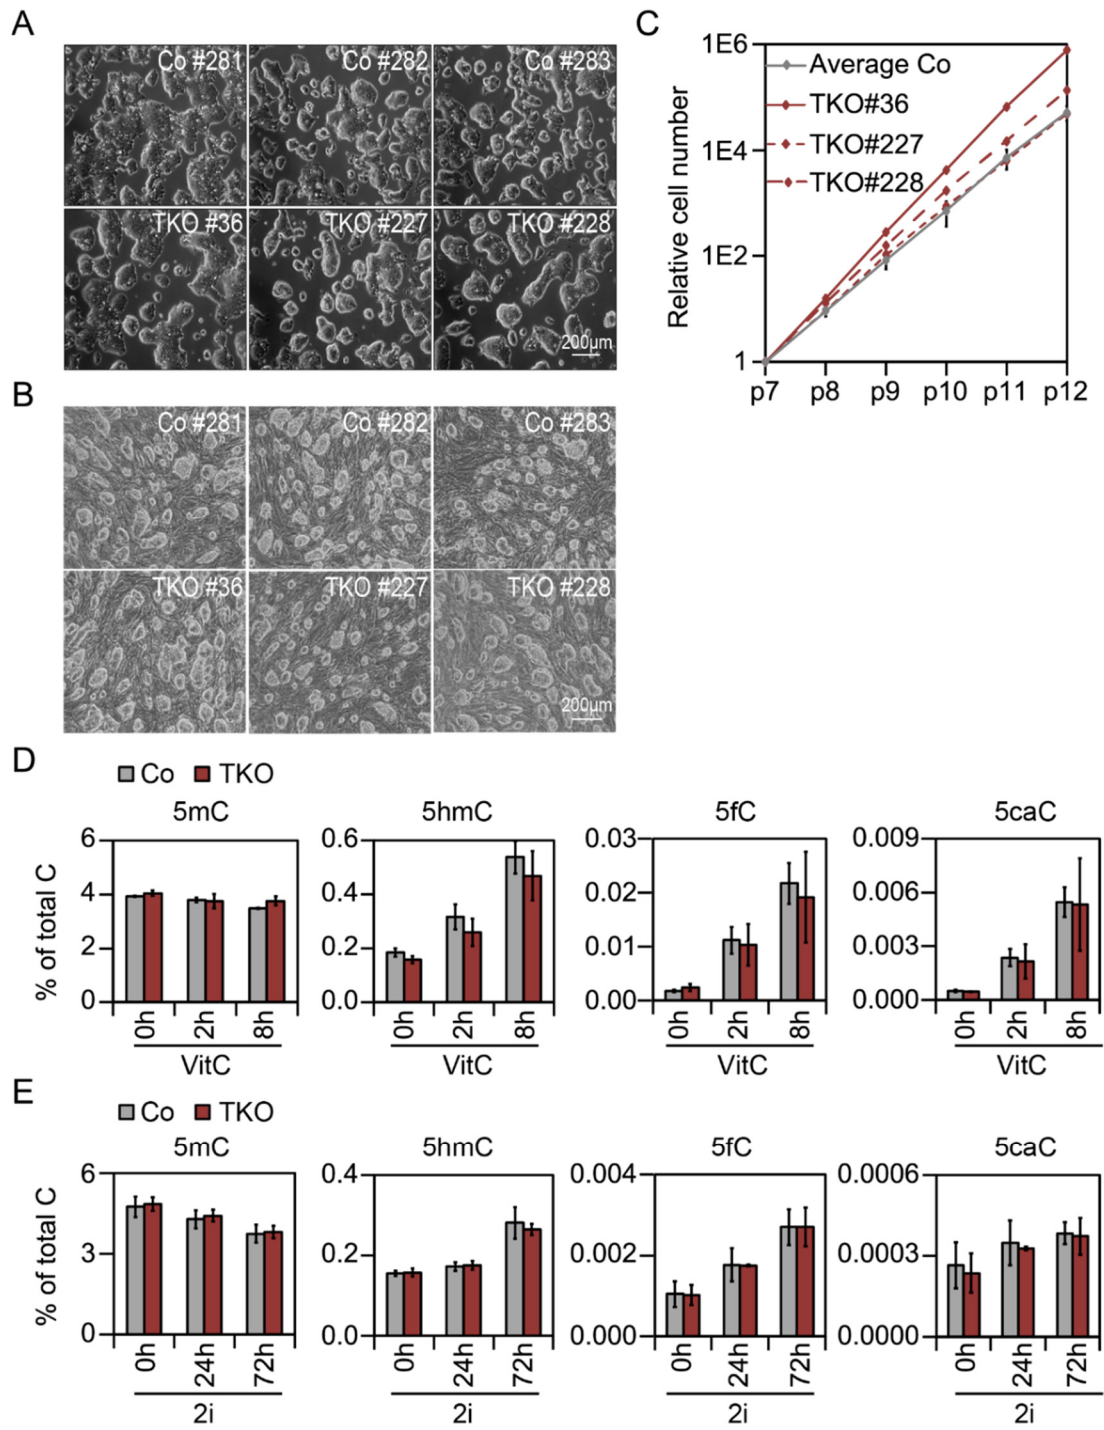 A
Co #281
Co #282
Co #283
TKO #36
TKO #227
TKO #228
200µm
B
Co #281
Co #282
Co #283
TKO #36
TKO #227
TKO #228
200µm
C
Relative cell number
1E6
1E4
1E2
1
Average Co
TKO#36
TKO#227
TKO#228
p7 p8 p9 p10 p11 p12
D
Co TKO
5mC
5hmC
5fC
5caC
% of total C
6
4
2
0
0h 2h 8h
VitC
0.6
0.4
0.2
0.0
0h 2h 8h
VitC
0.03
0.02
0.01
0.00
0h 2h 8h
VitC
0.009
0.006
0.003
0.000
0h 2h 8h
VitC
E
Co TKO
5mC
5hmC
5fC
5caC
% of total C
6
3
0
0h 24h 72h
2i
0.4
0.2
0.0
0h 24h 72h
2i
0.004
0.002
0.000
0h 24h 72h
2i
0.0006
0.0003
0.0000
0h 24h 72h
2i